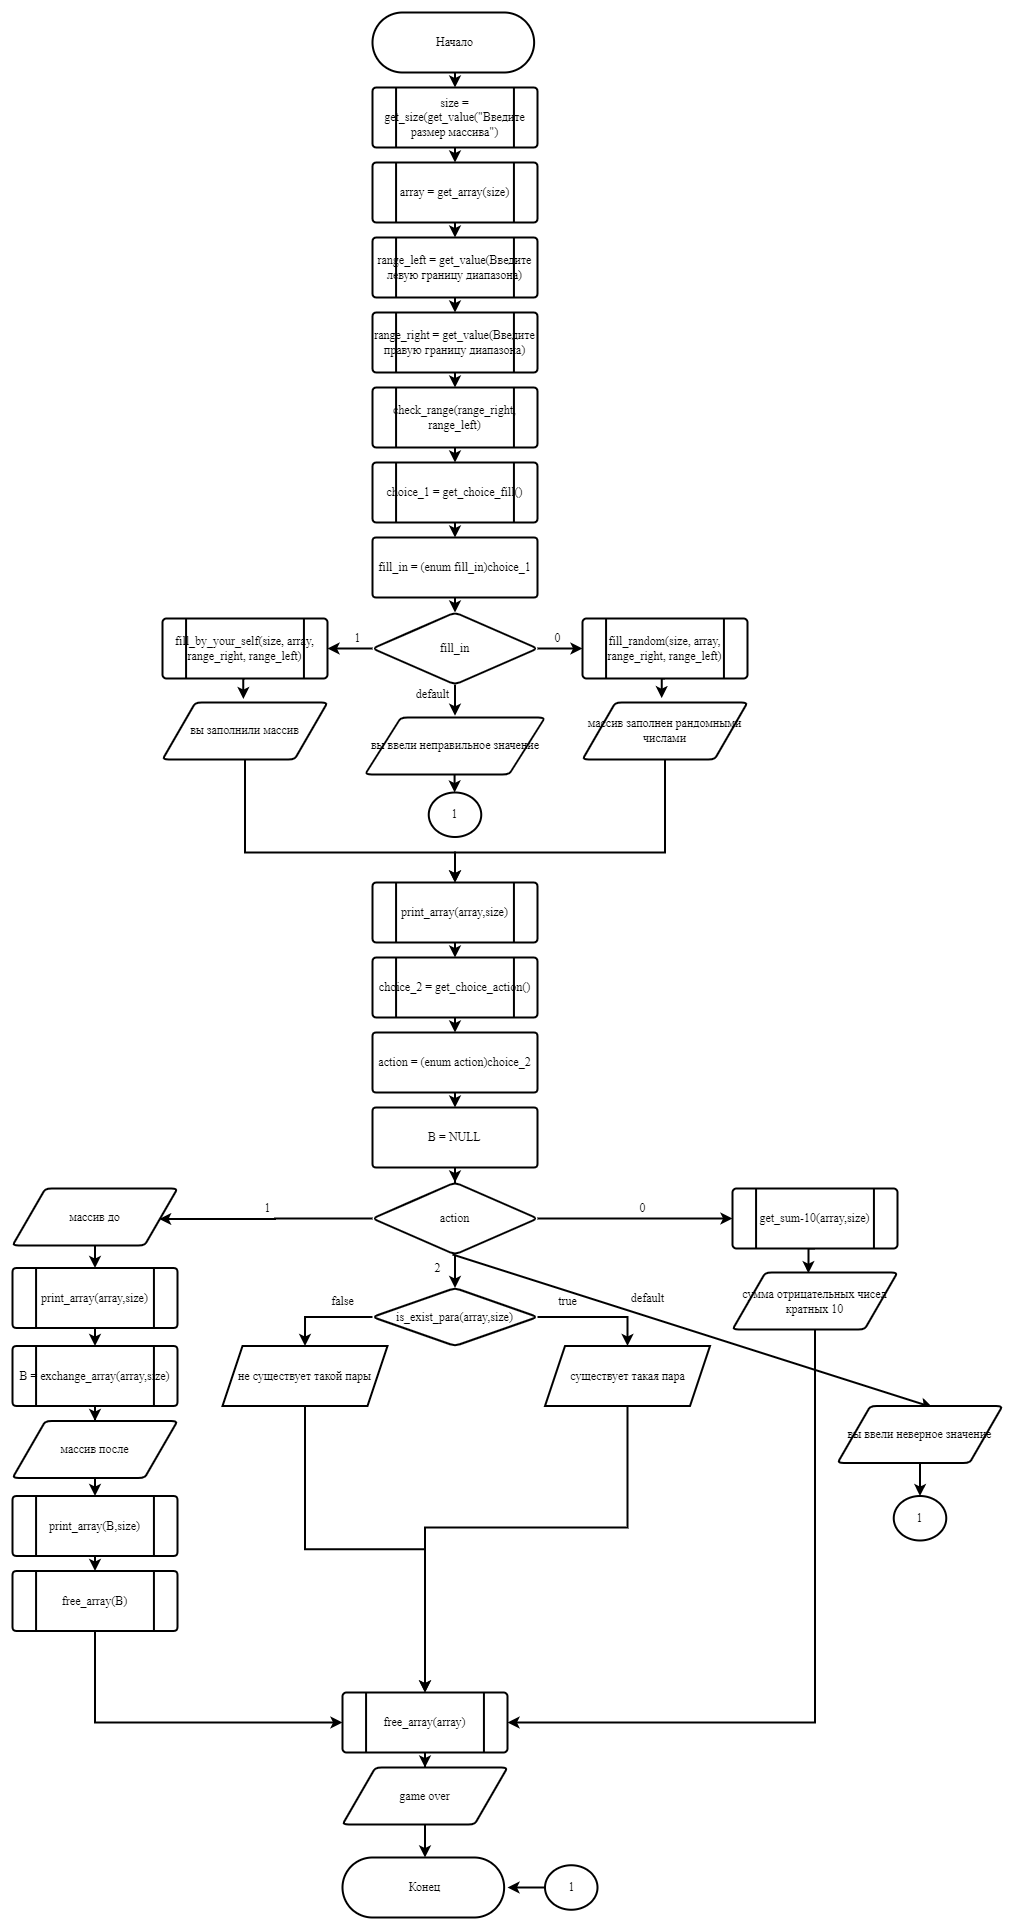 Начало
size =
get_size(get_value("Введите
размер массива")
array = get_array(size)
range_left = get_value(Введите
левую границу диапазона)
range_right = get_value(Введите
правую границу диапазона)
check_range(range_right,
range_left)
choice_1 = get_choice_fill()
fill_in = (enum fill_in)choice_1
fill_by_your_self(size, array,
range_right, range_left)
1
fill_in
0
fill_random(size, array,
range_right, range_left)
default
вы заполнили массив
вы ввели неправильное значение
массив заполнен рандомными
числами
1
print_array(array,size)
choice_2 = get_choice_action()
action = (enum action)choice_2
B = NULL
массив до
1
action
0
get_sum-10(array,size)
2
print_array(array,size)
false
is_exist_para(array,size)
true
default
сумма отрицательных чисел
кратных 10
B = exchange_array(array,size)
не существует такой пары
существует такая пара
массив после
вы ввели неверное значение
print_array(B,size)
1
free_array(B)
free_array(array)
game over
Конец
1